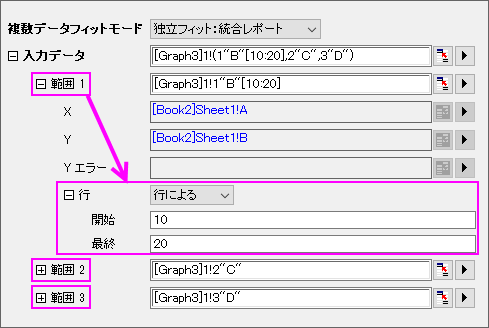 複数データフィットモード 独立フィット:統合レポート
入力データ [Graph3]1!(1"B"[10:20],2"C",3"D")
範囲 1 [Graph3]1!1"B"[10:20]
X [Book2]Sheet1!A
Y [Book2]Sheet1!B
Y エラー
行 行による
開始 10
最終 20
範囲 2 [Graph3]1!2"C"
範囲 3 [Graph3]1!3"D"